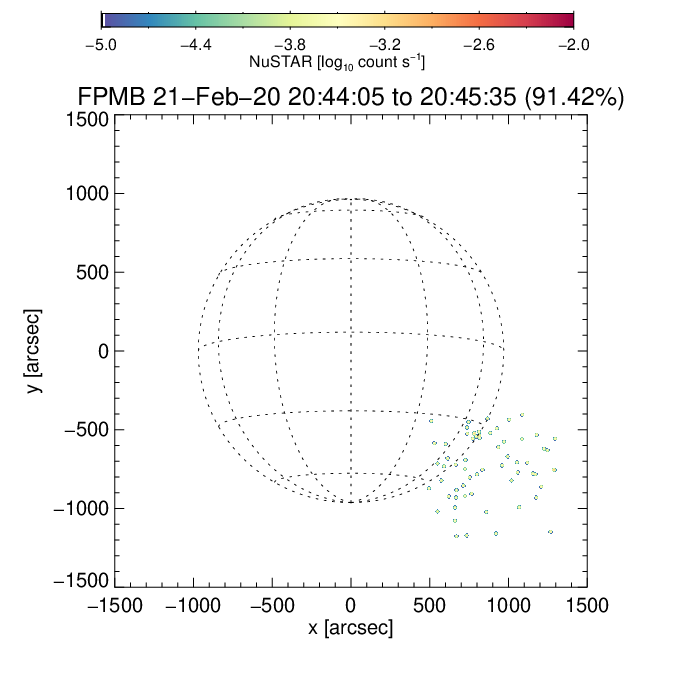 −5.0 −4.4 −3.8 −3.2 −2.6 −2.0
NuSTAR [log₁₀ count s⁻¹]
FPMB 21−Feb−20 20:44:05 to 20:45:35 (91.42%)
1500
1000
500
0
−500
−1000
−1500
y [arcsec]
−1500 −1000 −500 0 500 1000 1500
x [arcsec]